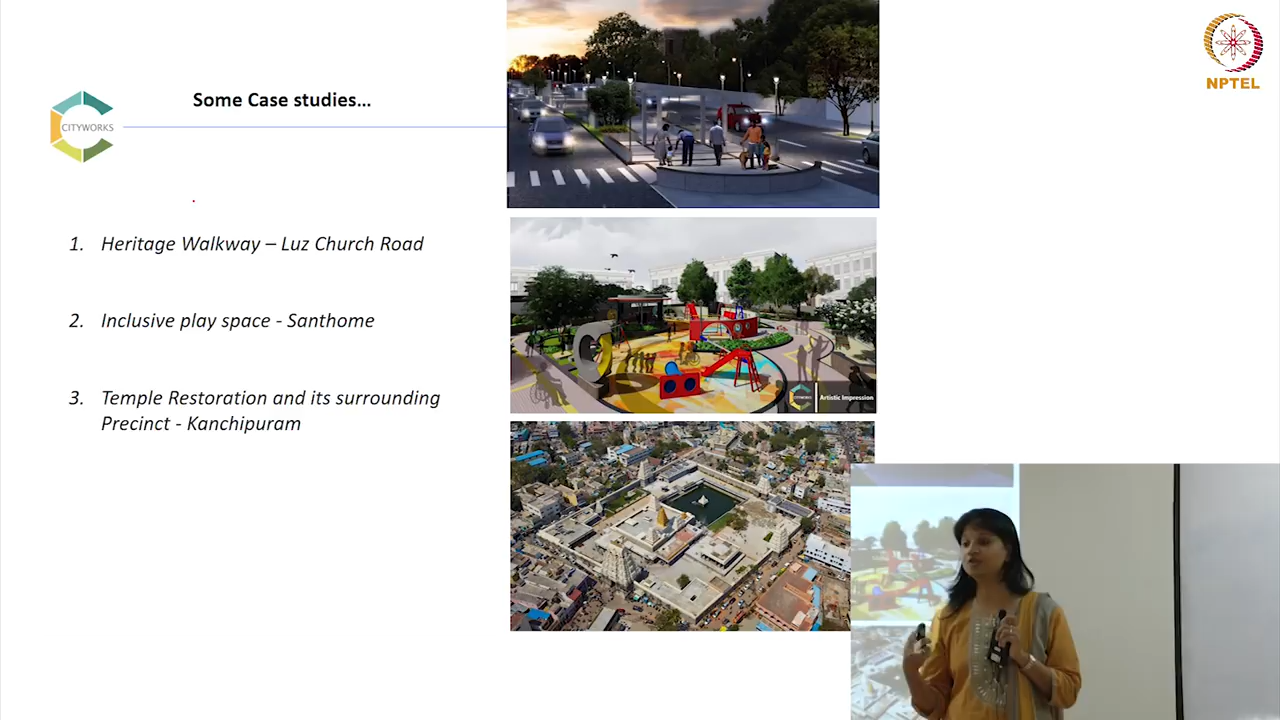 NPTEL
Some Case studies...
CITYWORKS
1. Heritage Walkway – Luz Church Road
2. Inclusive play space - Santhome
3. Temple Restoration and its surrounding
Precinct - Kanchipuram
CITYWORKS
Artistic Impression